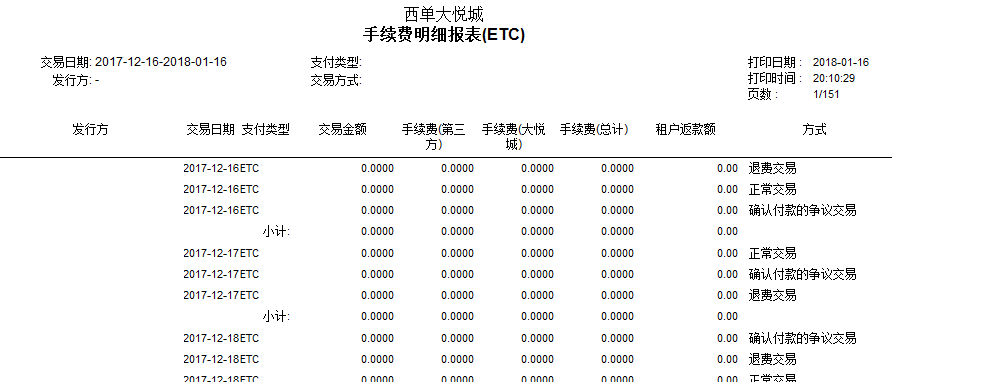 西单大悦城
手续费明细报表(ETC)
交易日期: 2017-12-16-2018-01-16 支付类型: 打印日期： 2018-01-16
发行方: - 交易方式: 打印时间： 20:10:29
页数： 1/151
发行方 交易日期 支付类型 交易金额 手续费(第三方) 手续费(大悦城) 手续费(总计) 租户返款额 方式
2017-12-16 ETC 0.0000 0.0000 0.0000 0.0000 0.00 退费交易
2017-12-16 ETC 0.0000 0.0000 0.0000 0.0000 0.00 正常交易
2017-12-16 ETC 0.0000 0.0000 0.0000 0.0000 0.00 确认付款的争议交易
小计: 0.0000 0.0000 0.0000 0.0000 0.00
2017-12-17 ETC 0.0000 0.0000 0.0000 0.0000 0.00 正常交易
2017-12-17 ETC 0.0000 0.0000 0.0000 0.0000 0.00 确认付款的争议交易
2017-12-17 ETC 0.0000 0.0000 0.0000 0.0000 0.00 退费交易
小计: 0.0000 0.0000 0.0000 0.0000 0.00
2017-12-18 ETC 0.0000 0.0000 0.0000 0.0000 0.00 确认付款的争议交易
2017-12-18 ETC 0.0000 0.0000 0.0000 0.0000 0.00 退费交易
2017-12-18 ETC 0.0000 0.0000 0.0000 0.0000 0.00 正常交易